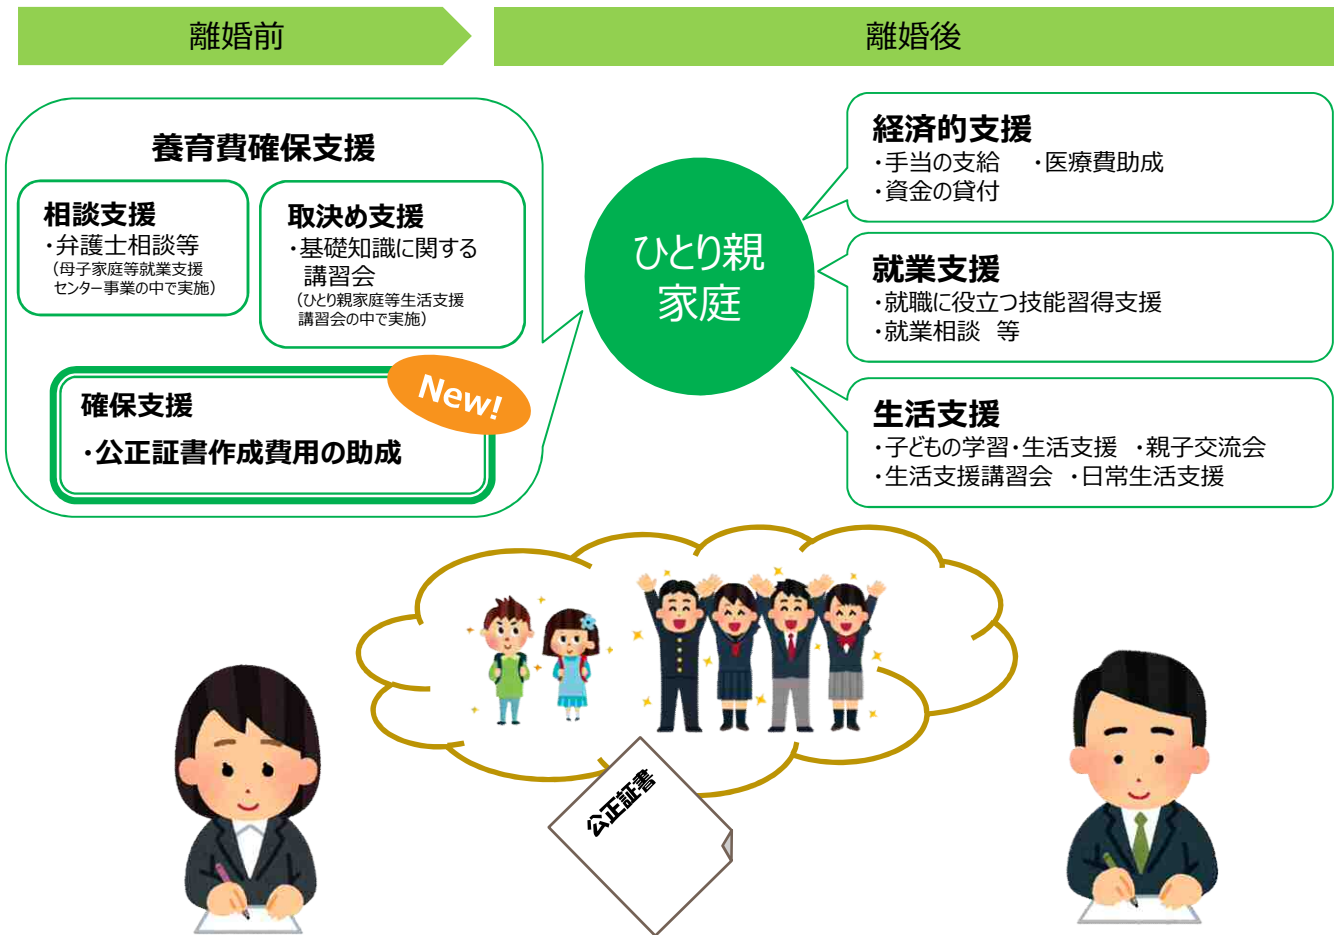 離婚前
離婚後
養育費確保支援
相談支援
・弁護士相談等
(母子家庭等就業支援
センター事業の中で実施)
取決め支援
・基礎知識に関する
講習会
(ひとり親家庭等生活支援
講習会の中で実施)
確保支援
・公正証書作成費用の助成
New!
ひとり親
家庭
経済的支援
・手当の支給 ・医療費助成
・資金の貸付
就業支援
・就職に役立つ技能習得支援
・就業相談 等
生活支援
・子どもの学習・生活支援 ・親子交流会
・生活支援講習会 ・日常生活支援
公正証書